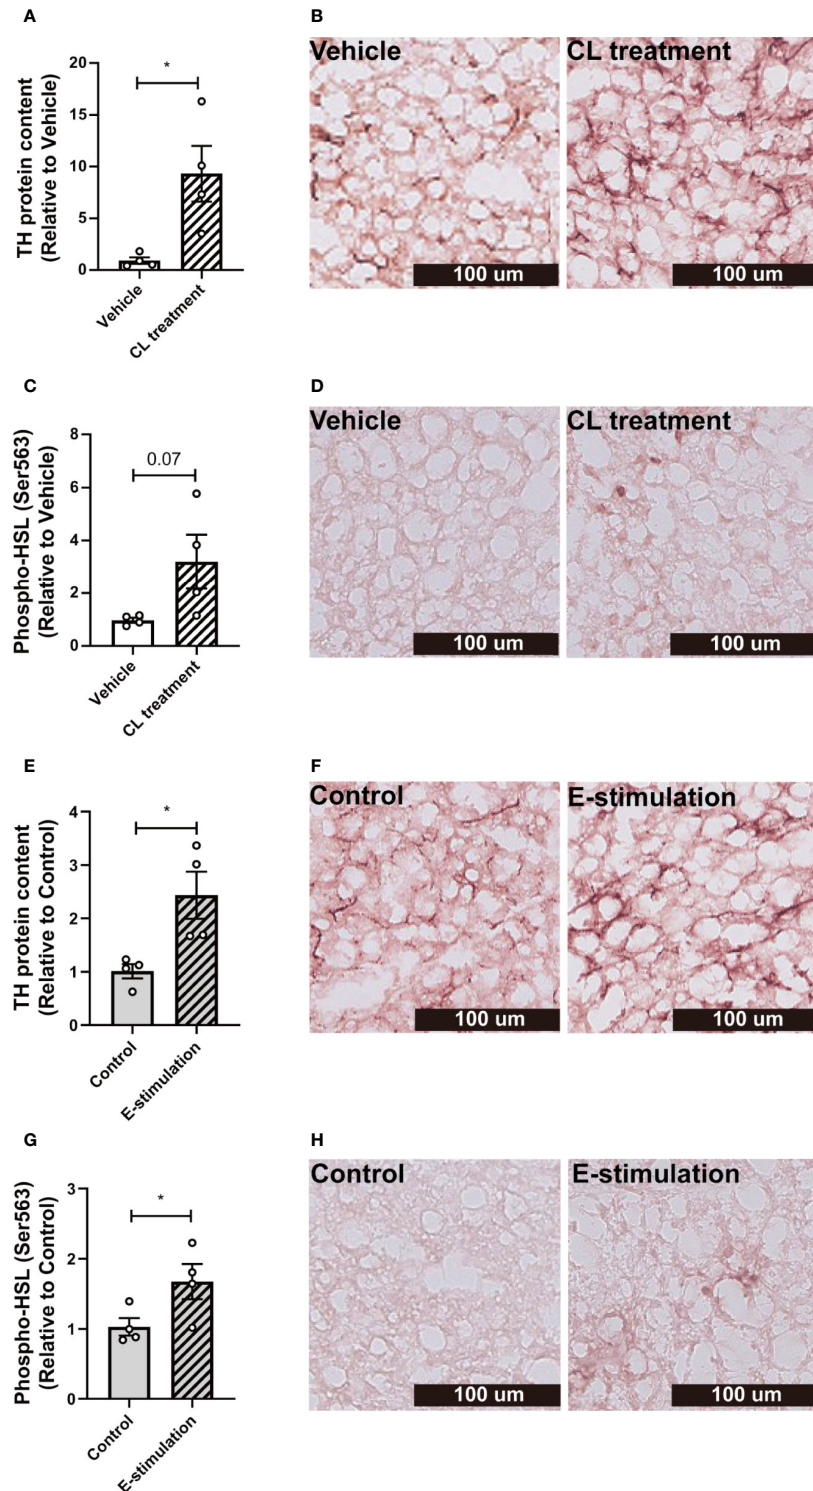 A
TH protein content
(Relative to Vehicle)
20
15
10
5
0
*
Vehicle
CL treatment
B
Vehicle
CL treatment
100 um
100 um
C
Phospho-HSL (Ser563)
(Relative to Vehicle)
8
6
4
2
0
0.07
Vehicle
CL treatment
D
Vehicle
CL treatment
100 um
100 um
E
TH protein content
(Relative to Control)
4
3
2
1
0
*
Control
E-stimulation
F
Control
E-stimulation
100 um
100 um
G
Phospho-HSL (Ser563)
(Relative to Control)
3
2
1
0
*
Control
E-stimulation
H
Control
E-stimulation
100 um
100 um